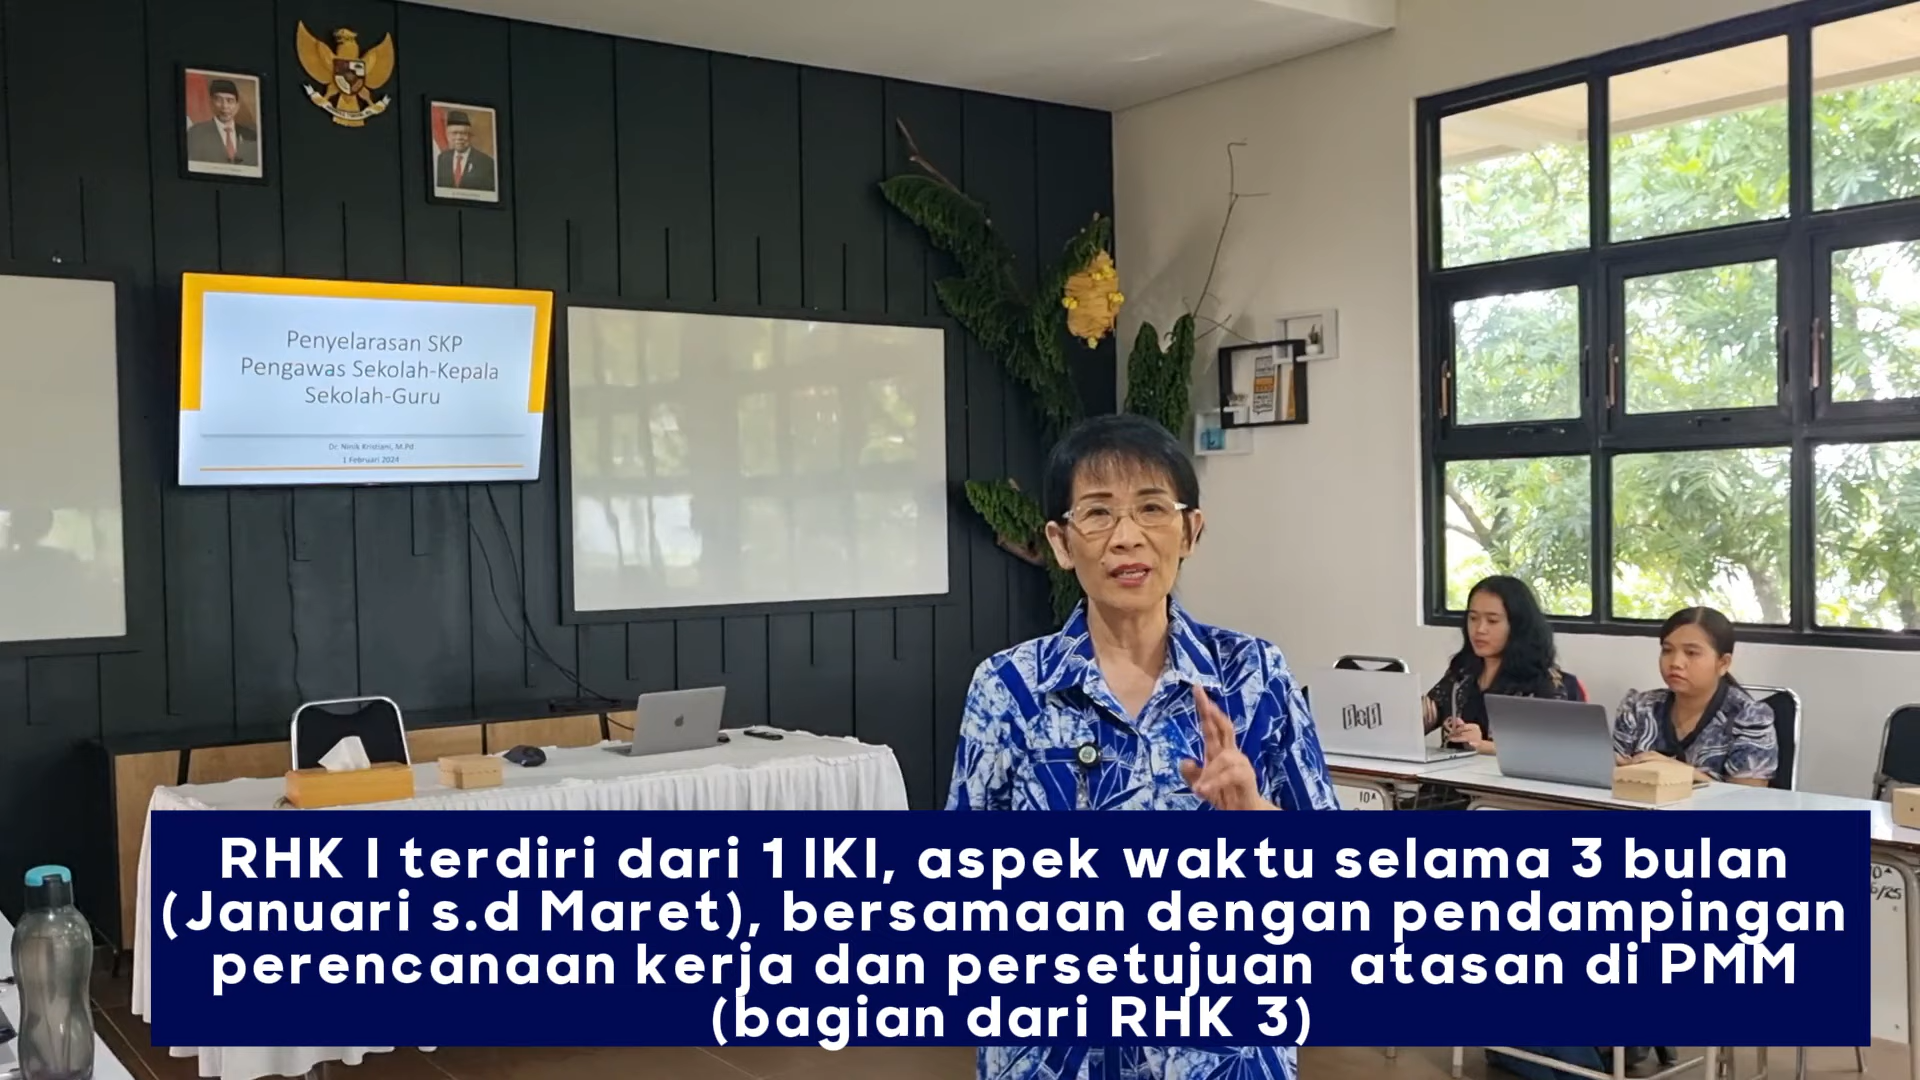 Penyelarasan SKP
Pengawas Sekolah-Kepala
Sekolah-Guru
Dr. Ninik Kristiani, M.Pd
1 Februari 2024
10ᴬ
RHK I terdiri dari 1 IKI, aspek waktu selama 3 bulan
(Januari s.d Maret), bersamaan dengan pendampingan
perencanaan kerja dan persetujuan atasan di PMM
(bagian dari RHK 3)